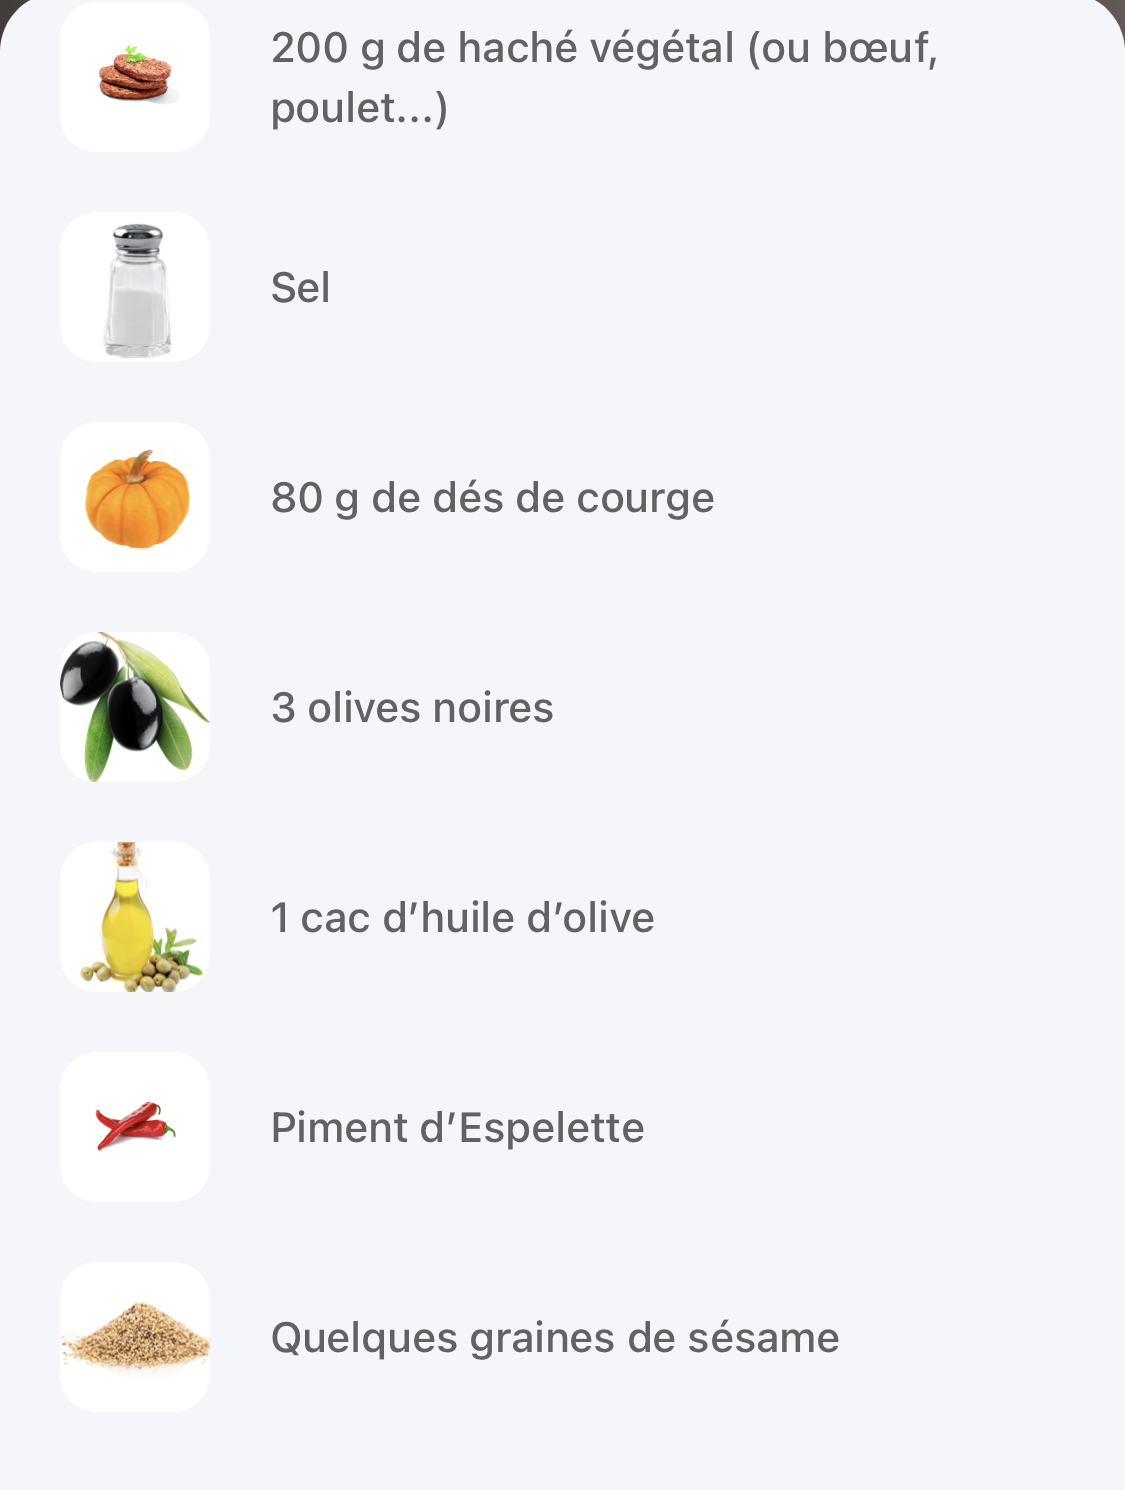 200 g de haché végétal (ou bœuf,
poulet...)
Sel
80 g de dés de courge
3 olives noires
1 cac d’huile d’olive
Piment d’Espelette
Quelques graines de sésame